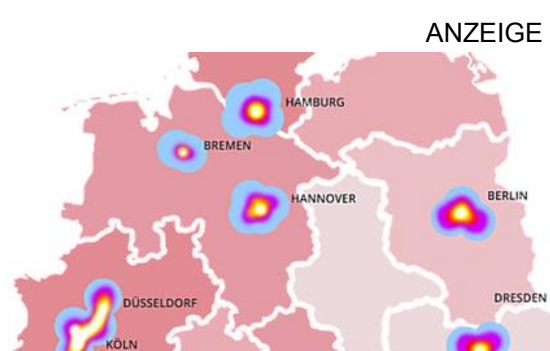 ANZEIGE
HAMBURG
BREMEN
HANNOVER
BERLIN
DRESDEN
DÜSSELDORF
KÖLN